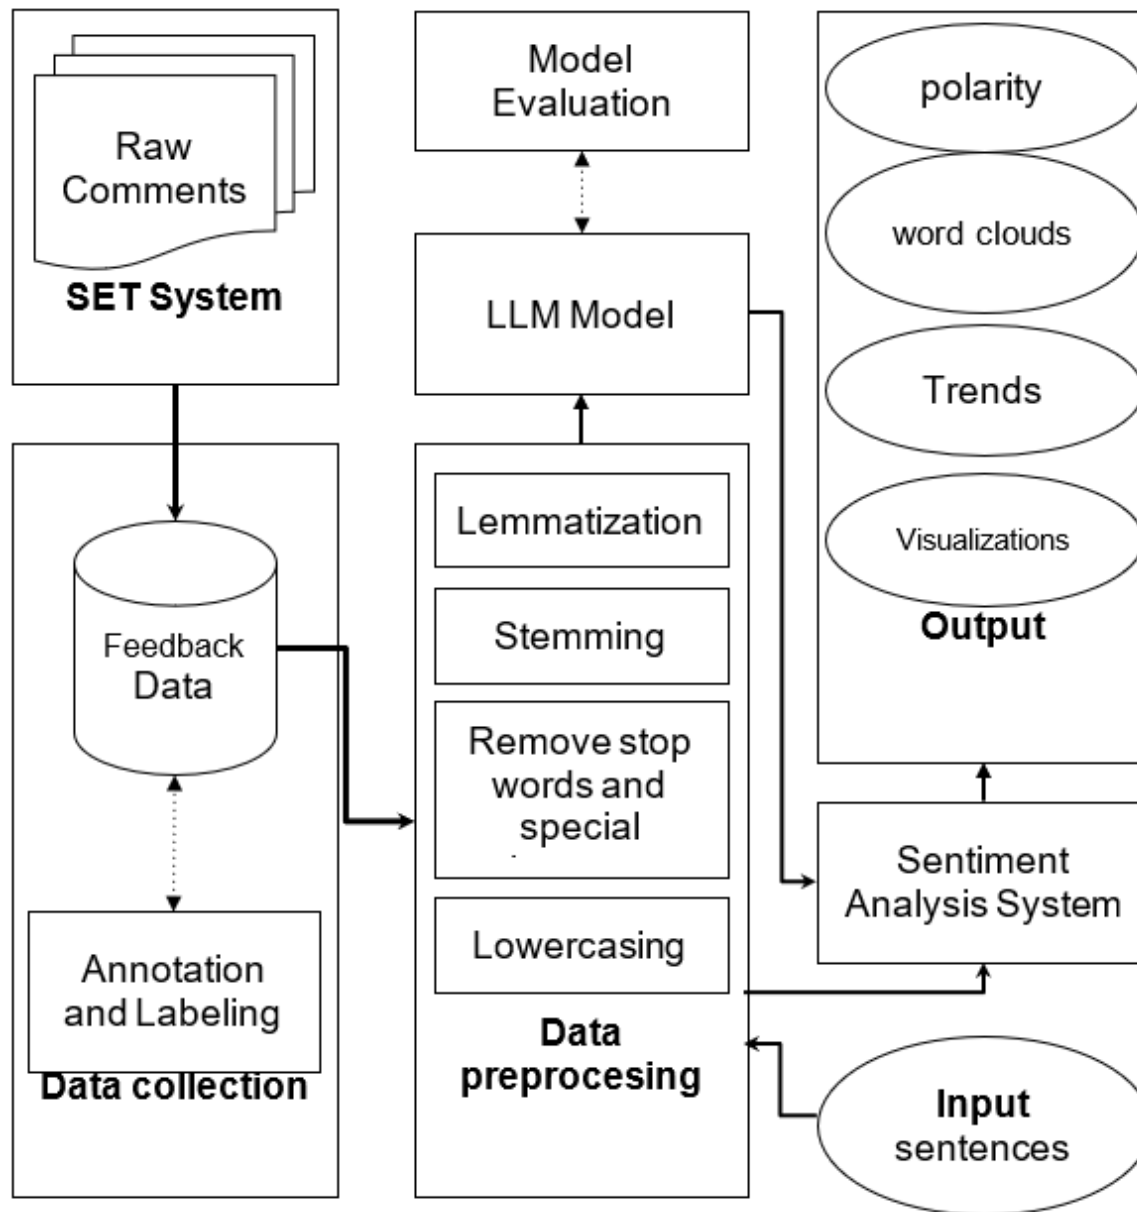 Raw
Comments
SET System
Feedback
Data
Annotation
and Labeling
Data collection
Model
Evaluation
LLM Model
Lemmatization
Stemming
Remove stop
words and
special
Lowercasing
Data
preprocesing
polarity
word clouds
Trends
Visualizations
Output
Sentiment
Analysis System
Input
sentences